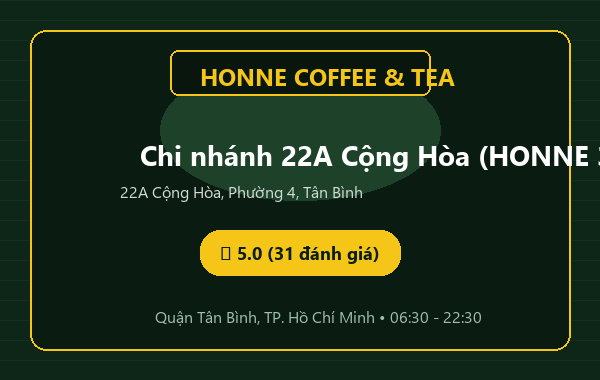 HONNE COFFEE & TEA
Chi nhánh 22A Cộng Hòa (HONNE
22A Cộng Hòa, Phường 4, Tân Bình
5.0 (31 đánh giá)
Quận Tân Bình, TP. Hồ Chí Minh • 06:30 - 22:30